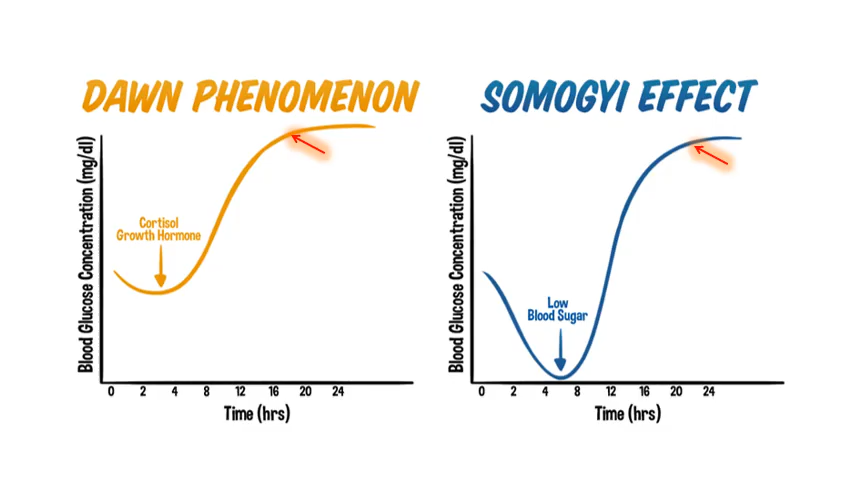 DAWN PHENOMENON
Blood Glucose Concentration (mg/dl)
Cortisol
Growth Hormone
0 2 4 8 12 16 20 24
Time (hrs)
SOMOGYI EFFECT
Blood Glucose Concentration (mg/dl)
Low
Blood Sugar
0 2 4 8 12 16 20 24
Time (hrs)